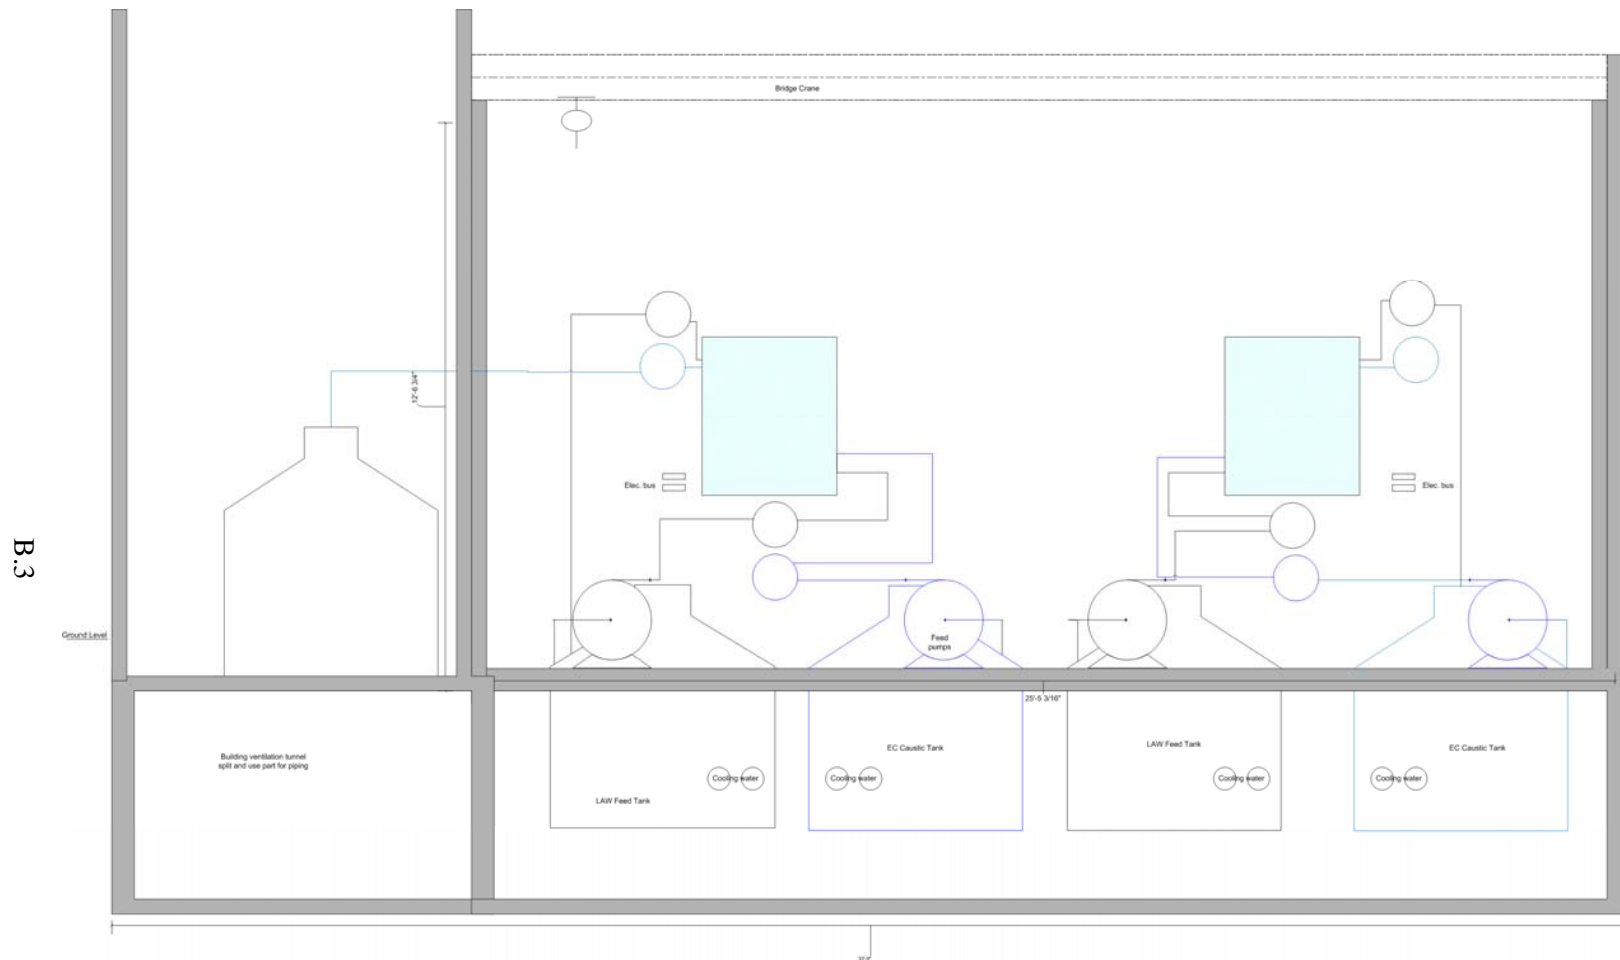 Bridge Crane
12'-6 3/4"
Elec. bus
Elec. bus
B.3
Feed
pumps
Ground Level
25'-5 3/16"
Building ventilation tunnel
split and use part for piping
EC Caustic Tank
LAW Feed Tank
EC Caustic Tank
Cooling water
Cooling water
Cooling water
Cooling water
LAW Feed Tank